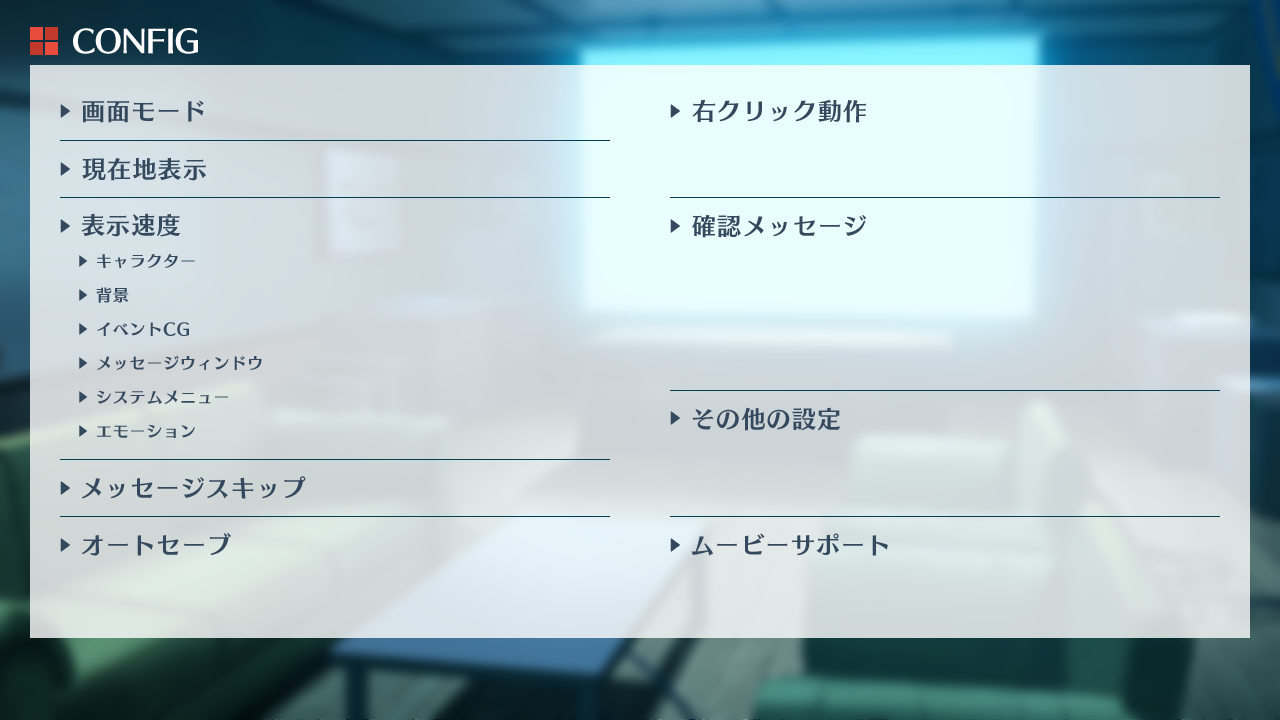 CONFIG
画面モード
現在地表示
表示速度
キャラクター
背景
イベントCG
メッセージウィンドウ
システムメニュー
エモーション
メッセージスキップ
オートセーブ
右クリック動作
確認メッセージ
その他の設定
ムービーサポート